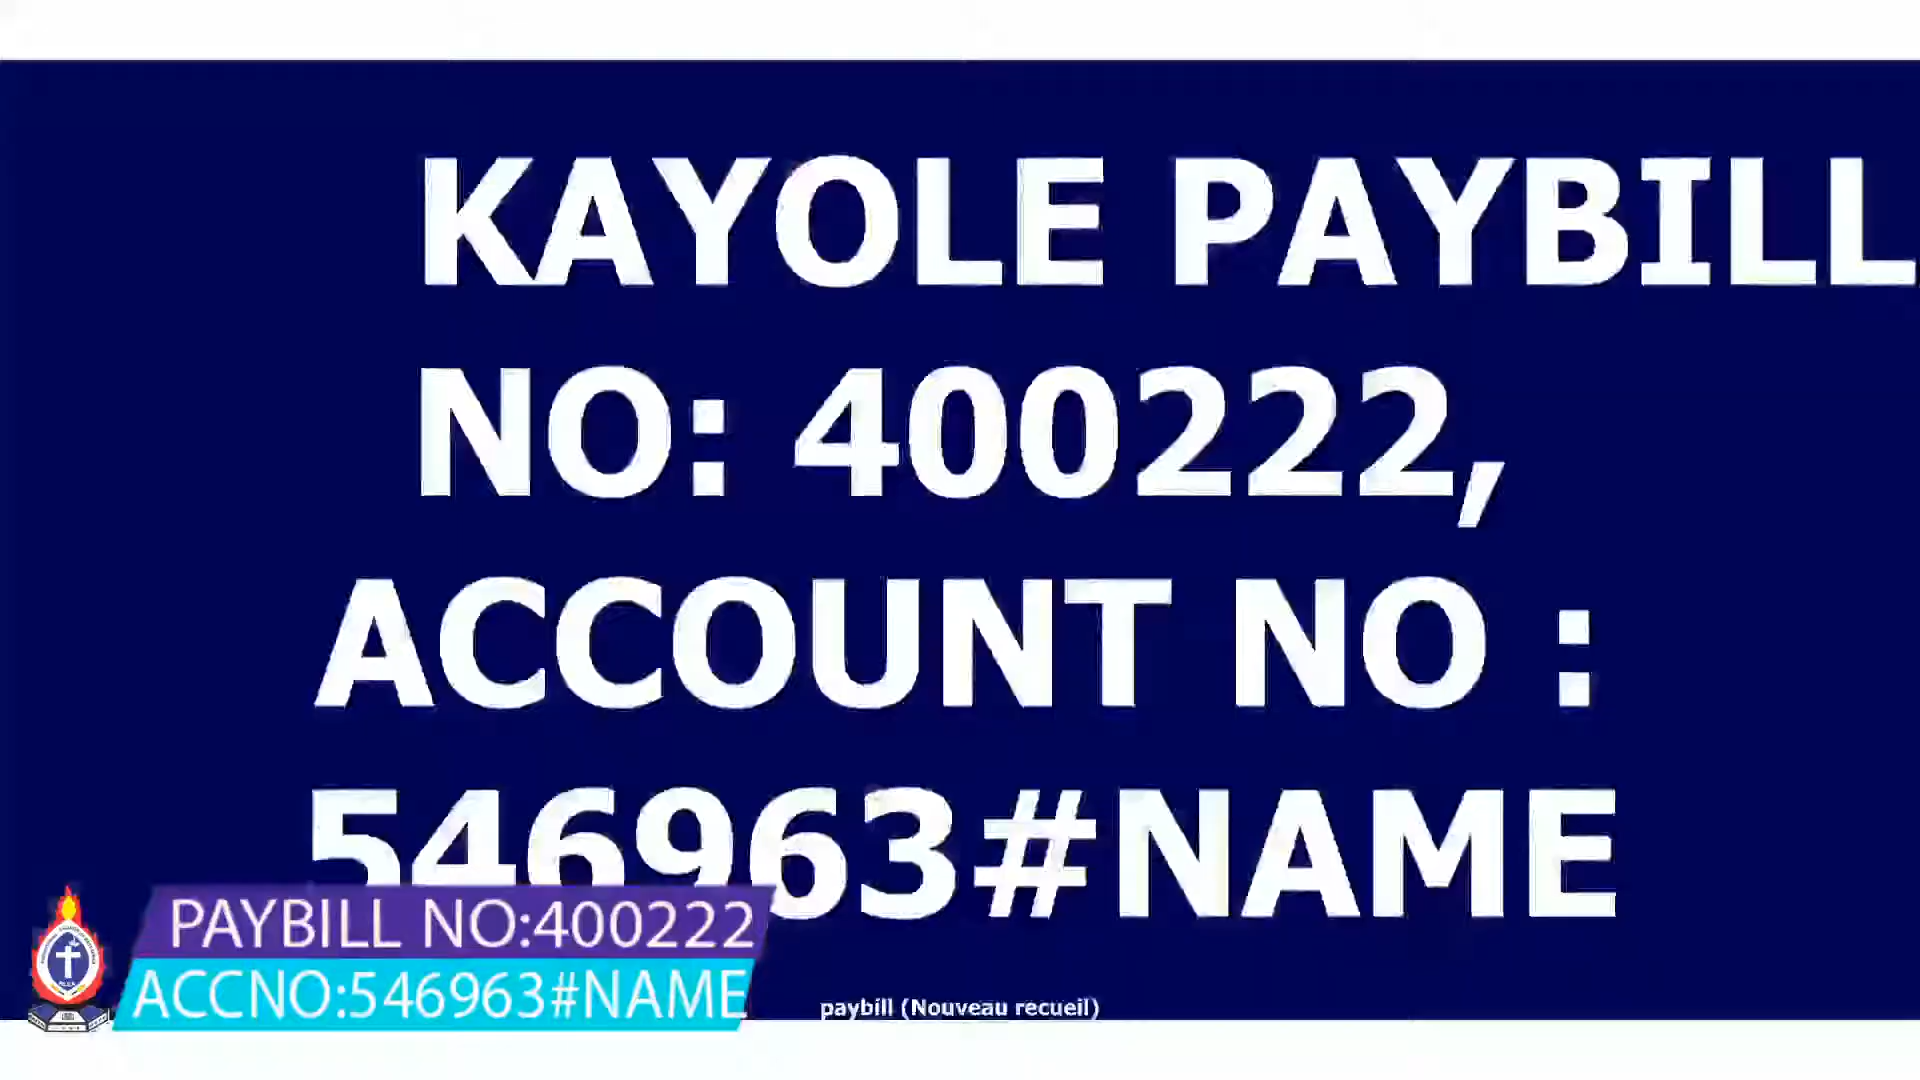 KAYOLE PAYBILL
NO: 400222,
ACCOUNT NO :
546963#NAME
PAYBILL NO:400222
ACCNO:546963#NAME
paybill (Nouveau recueil)